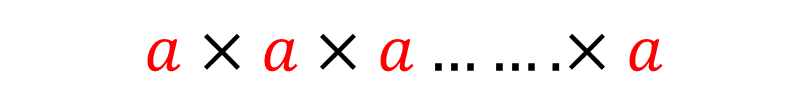 a × a × a … … .× a